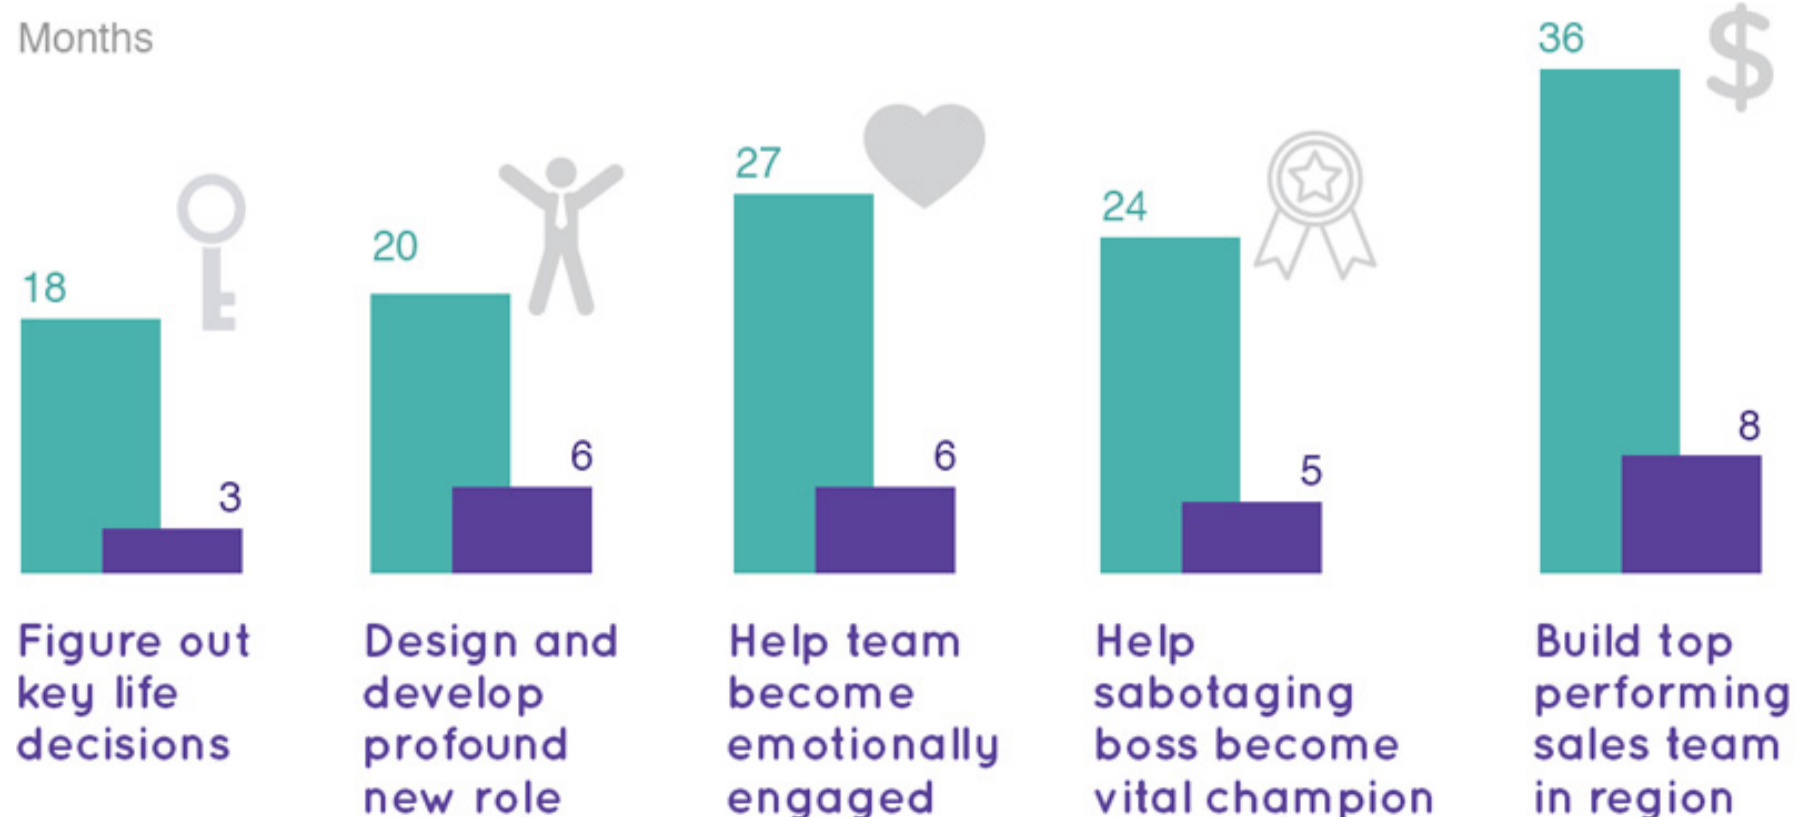 Months
18
3
Figure out
key life
decisions
20
6
Design and
develop
profound
new role
27
6
Help team
become
emotionally
engaged
24
5
Help
sabotaging
boss become
vital champion
36
$
8
Build top
performing
sales team
in region